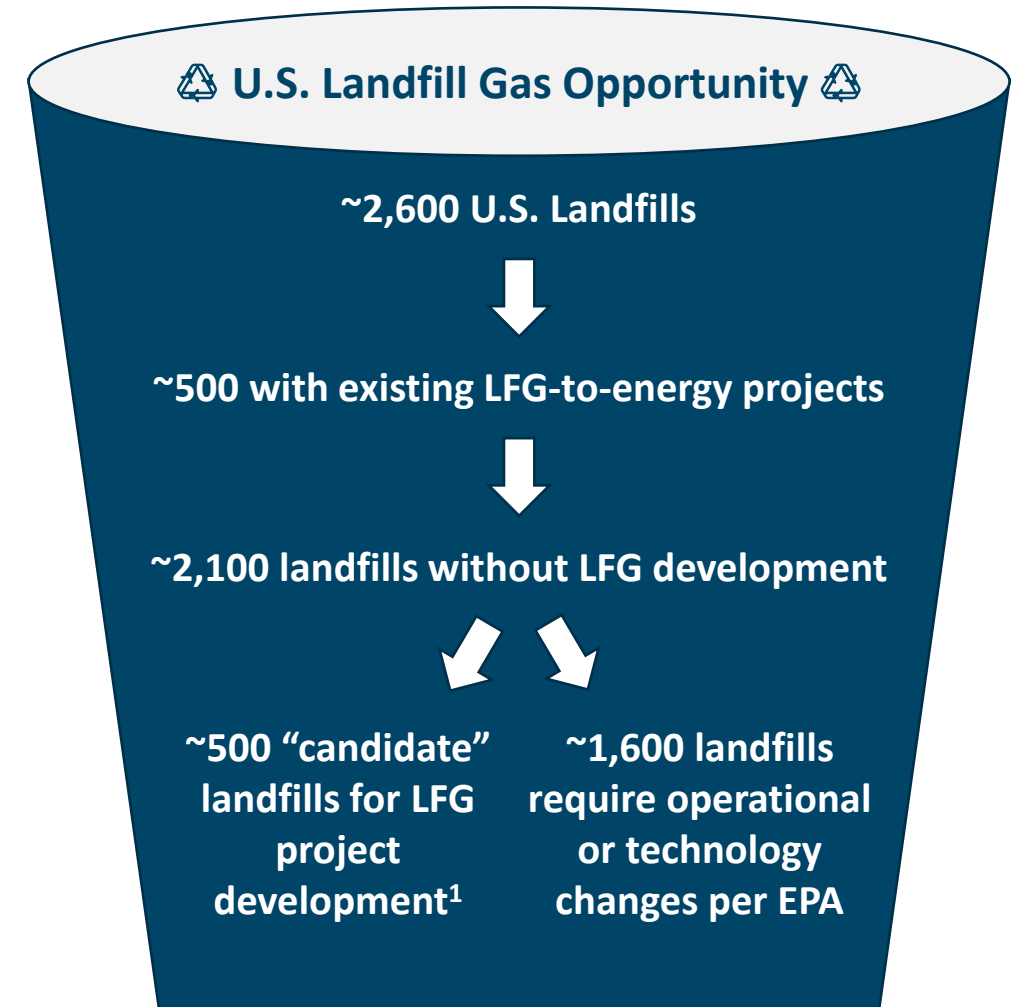 U.S. Landfill Gas Opportunity
~2,600 U.S. Landfills
~500 with existing LFG-to-energy projects
~2,100 landfills without LFG development
~500 “candidate”
landfills for LFG
project
development¹
~1,600 landfills
require operational
or technology
changes per EPA